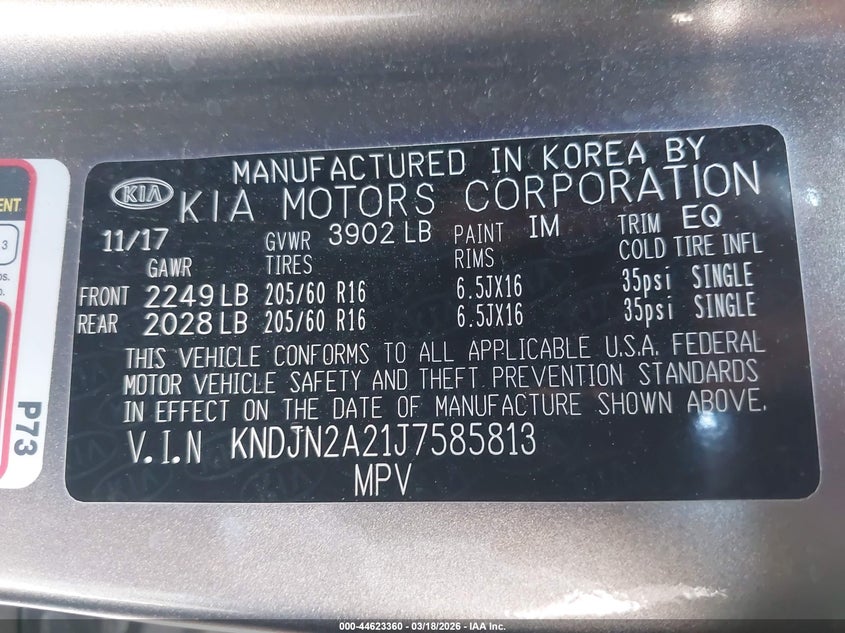 MANUFACTURED IN KOREA BY
KIA KIA MOTORS CORPORATION
11/17 GVWR 3902 LB PAINT IM TRIM EQ
GAWR TIRES RIMS COLD TIRE INFL
FRONT 2249 LB 205/60 R16 6.5JX16 35psi SINGLE
REAR 2028 LB 205/60 R16 6.5JX16 35psi SINGLE
THIS VEHICLE CONFORMS TO ALL APPLICABLE U.S.A. FEDERAL
MOTOR VEHICLE SAFETY AND THEFT PREVENTION STANDARDS
IN EFFECT ON THE DATE OF MANUFACTURE SHOWN ABOVE.
V.I.N KNDJN2A21J7585813
MPV
P73
000-44623360 - 03/18/2026 - IAA Inc.